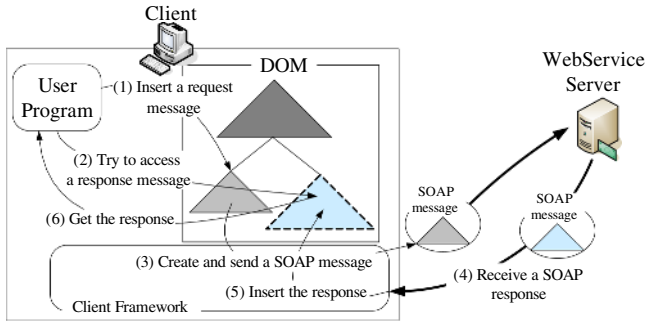 Client
DOM
WebService
Server
User
Program
(1) Insert a request
message
(2) Try to access
a response message
(6) Get the response
SOAP
message
SOAP
message
(3) Create and send a SOAP message
(4) Receive a SOAP
response
(5) Insert the response
Client Framework